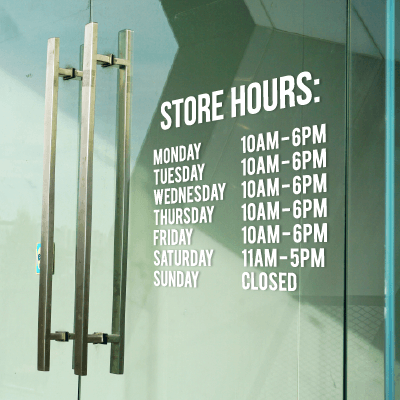 STORE HOURS:
MONDAY 10AM-6PM
TUESDAY 10AM-6PM
WEDNESDAY 10AM-6PM
THURSDAY 10AM-6PM
FRIDAY 10AM-6PM
SATURDAY 11AM-5PM
SUNDAY CLOSED